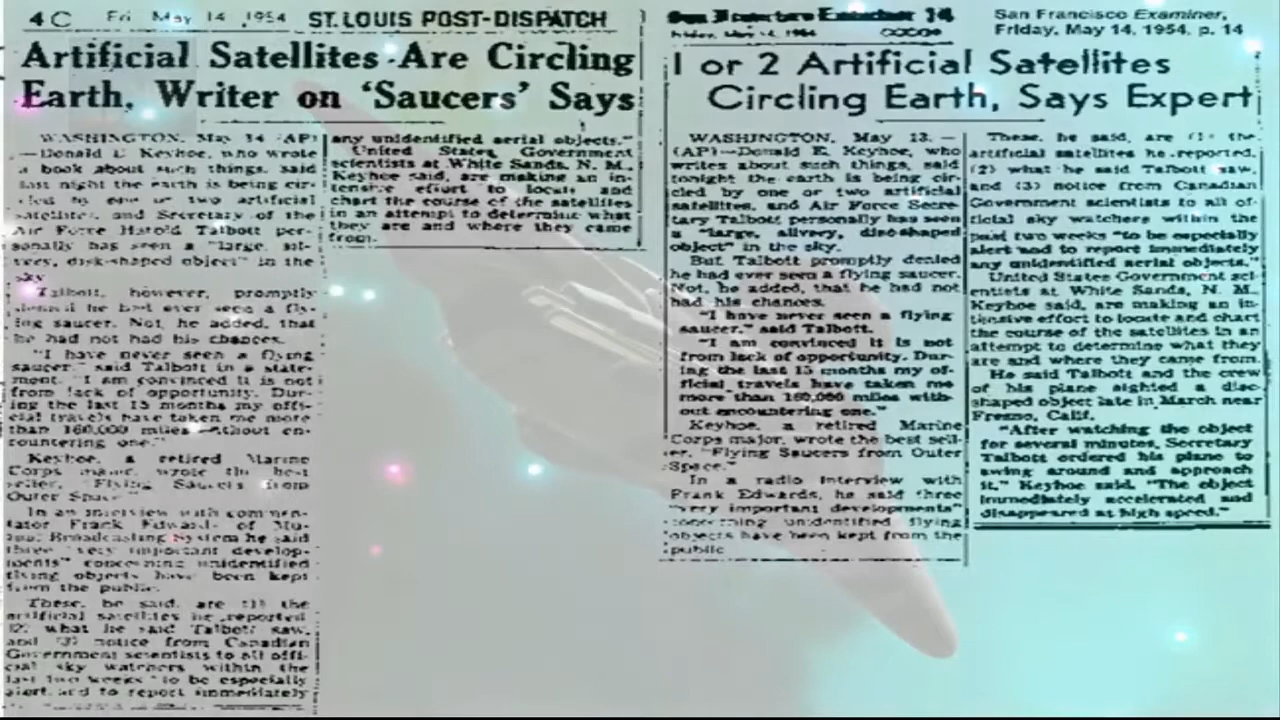 4 C Fri May 14, 1954 ST. LOUIS POST-DISPATCH
Artificial Satellites Are Circling
Earth, Writer on 'Saucers' Says
WASHINGTON, May 14 (AP)
—Donald E. Keyhoe, who wrote
a book about such things, said
last night the earth is being cir-
cled by one or two artificial
satellites, and Secretary of the
Air Force Harold Talbott per-
sonally has seen a "large, sil-
very, disk-shaped object" in the
sky.
Talbott, however, promptly
denied he had ever seen a fly-
ing saucer. Not, he added, that
he had not had his chances.
"I have never seen a flying
saucer," said Talbott in a state-
ment. "I am convinced it is not
from lack of opportunity. Dur-
ing the last 15 months my offi-
cial travels have taken me more
than 160,000 miles without en-
countering one."
Keyhoe, a retired Marine
Corps major, wrote the best
seller, "Flying Saucers from
Outer Space."
In an interview with commen-
tator Frank Edwards of Mu-
tual Broadcasting System he said
three "very important develop-
ments" concerning unidentified
flying objects have been kept
from the public.
These, he said, are (1) the
artificial satellites he reported,
(2) what he said Talbott saw,
and (3) notice from Canadian
Government scientists to all offi-
cial sky watchers within the
last two weeks "to be especially
alert and to report immediately
any unidentified aerial objects."
United States Government
scientists at White Sands, N. M.,
Keyhoe said, are making an in-
tensive effort to locate and
chart the course of the satellites
in an attempt to determine what
they are and where they came
from.
San Francisco Examiner 14
San Francisco Examiner,
Friday, May 14, 1954, p. 14
1 or 2 Artificial Satellites
Circling Earth, Says Expert
WASHINGTON, May 13.—
(AP)—Donald E. Keyhoe, who
writes about such things, said
tonight the earth is being cir-
cled by one or two artificial
satellites, and Air Force Secre-
tary Talbott personally has seen
a "large, silvery, disc-shaped
object" in the sky.
But Talbott promptly denied
he had ever seen a flying saucer.
Not, he added, that he had not
had his chances.
"I have never seen a flying
saucer," said Talbott.
"I am convinced it is not
from lack of opportunity. Dur-
ing the last 15 months my of-
ficial travels have taken me
more than 160,000 miles with-
out encountering one."
Keyhoe, a retired Marine
Corps major, wrote the best sell-
er, "Flying Saucers from Outer
Space."
In a radio interview with
Frank Edwards, he said three
"very important developments"
concerning unidentified flying
objects have been kept from the
public.
These, he said, are (1) the
artificial satellites he reported,
(2) what he said Talbott saw,
and (3) notice from Canadian
Government scientists to all of-
ficial sky watchers within the
past two weeks "to be especially
alert and to report immediately
any unidentified aerial objects."
United States Government sci-
entists at White Sands, N. M.,
Keyhoe said, are making an in-
tensive effort to locate and chart
the course of the satellites in an
attempt to determine what they
are and where they came from.
He said Talbott and the crew
of his plane sighted a disc-
shaped object late in March near
Fresno, Calif.
"After watching the object
for several minutes, Secretary
Talbott ordered his plane to
swing around and approach
it," Keyhoe said. "The object
immediately accelerated and
disappeared at high speed."